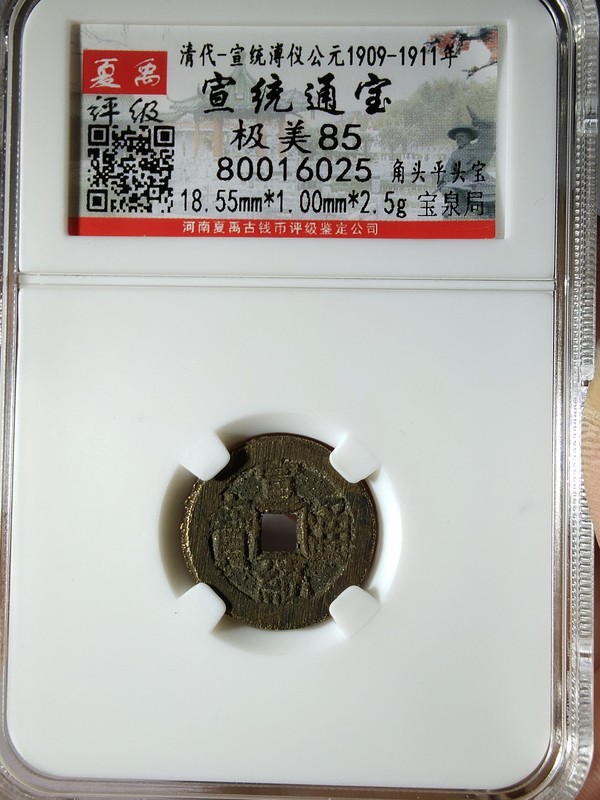 清代-宣统溥仪公元1909-1911年
夏禹
评级
宣统通宝
极美85
80016025 角头平头宝
18.55mm*1.00mm*2.5g 宝泉局
河南夏禹古钱币评级鉴定公司
宣
通